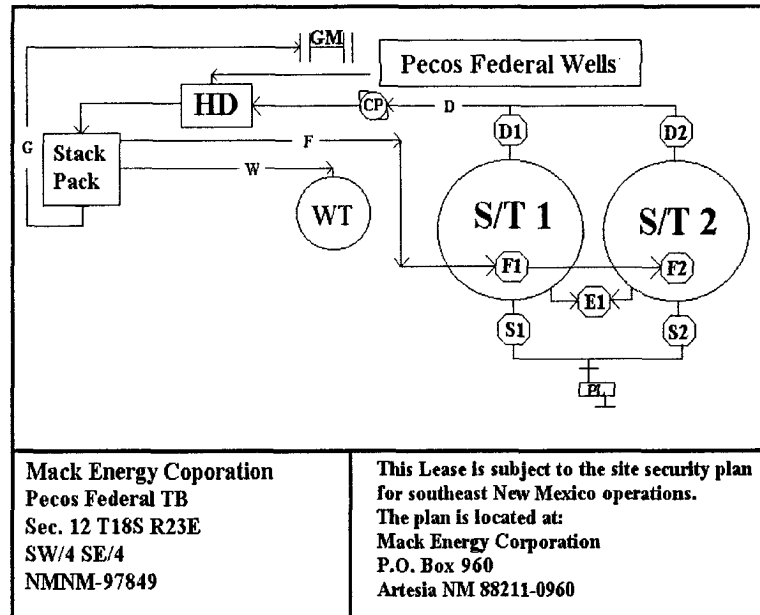 GM
Pecos Federal Wells
HD
CP
D
D1
D2
G
Stack
Pack
F
W
WT
S/T 1
S/T 2
F1
F2
E1
S1
S2
PL
Mack Energy Coporation
Pecos Federal TB
Sec. 12 T18S R23E
SW/4 SE/4
NMNM-97849
This Lease is subject to the site security plan
for southeast New Mexico operations.
The plan is located at:
Mack Energy Corporation
P.O. Box 960
Artesia NM 88211-0960